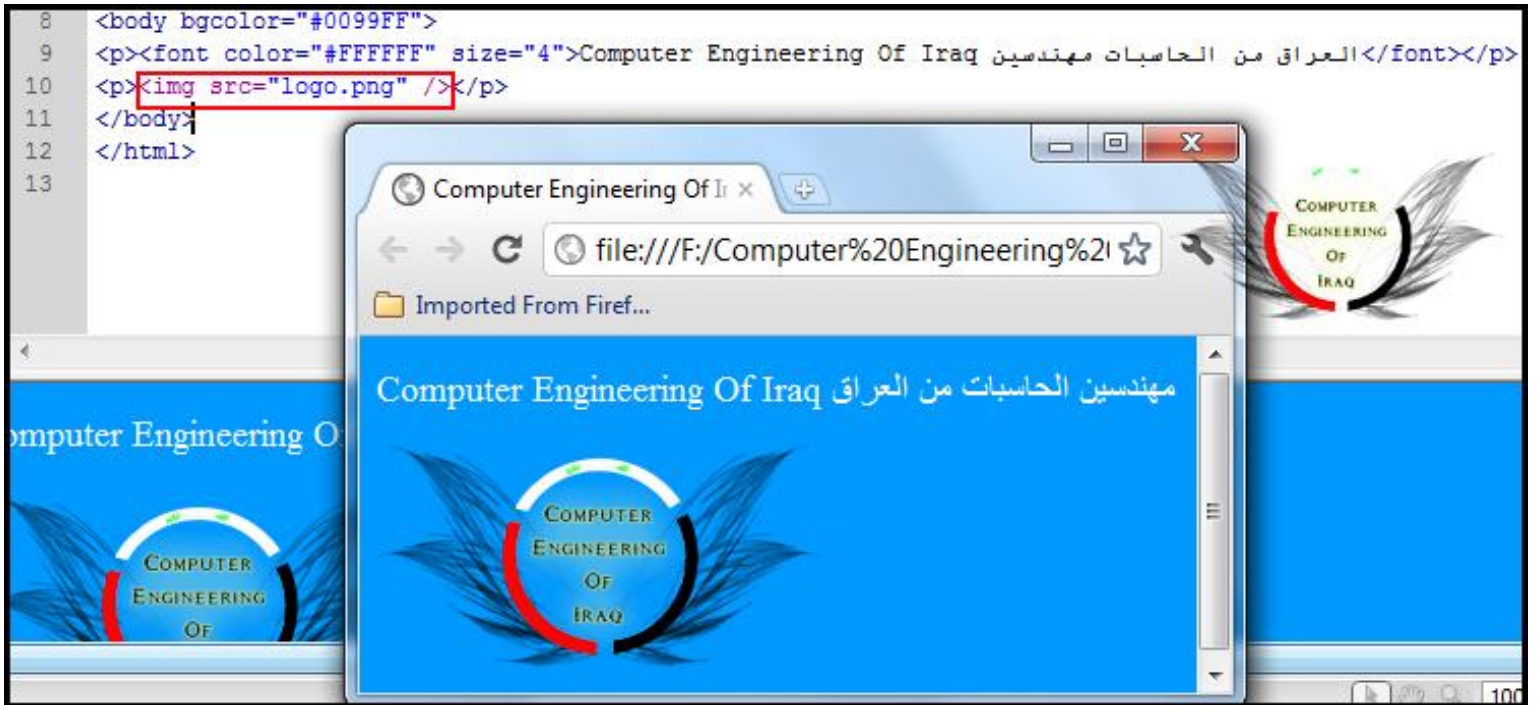 8 <body bgcolor="#0099FF">
9 <p><font color="#FFFFFF" size="4">Computer Engineering Of Iraq مهندسين الحاسبات من العراق</font></p>
10 <p><img src="logo.png" /></p>
11 </body>
12 </html>
13
Computer Engineering Of Ir
file:///F:/Computer%20Engineering%2
Imported From Firef...
COMPUTER
ENGINEERING
OF
IRAQ
Computer Engineering Of Iraq مهندسين الحاسبات من العراق
COMPUTER
ENGINEERING
OF
IRAQ
omputer Engineering O
COMPUTER
ENGINEERING
OF
100